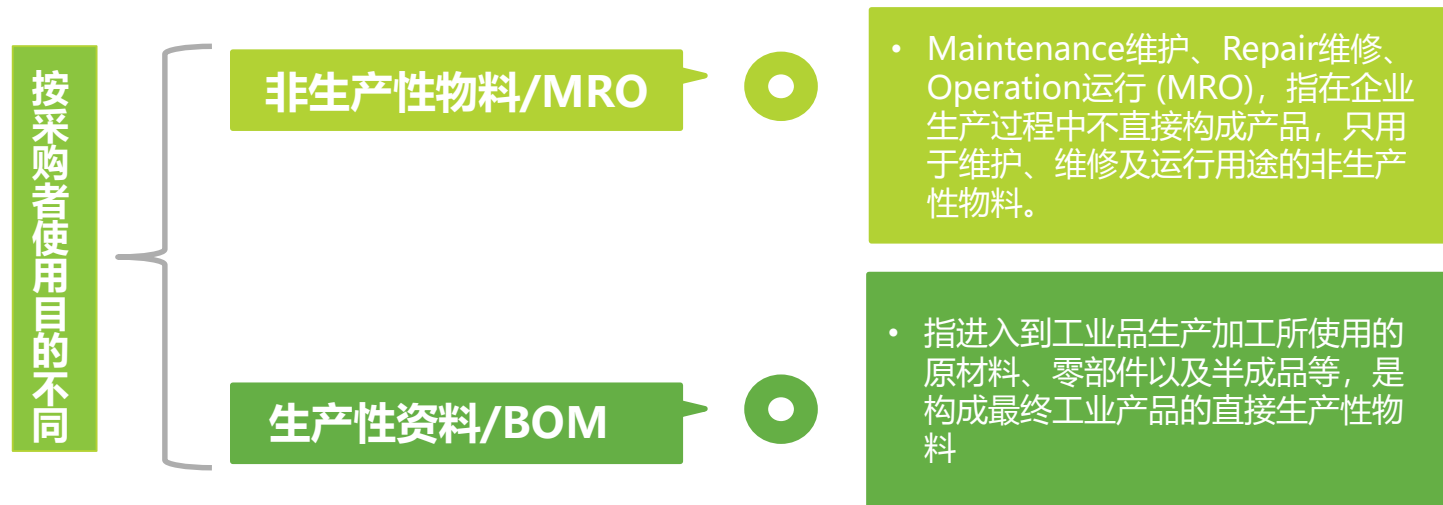 按采购者使用目的不同
非生产性物料/MRO
• Maintenance维护、Repair维修、
Operation运行 (MRO)，指在企业
生产过程中不直接构成产品，只用
于维护、维修及运行用途的非生产
性物料。
生产性资料/BOM
• 指进入到工业品生产加工所使用的
原材料、零部件以及半成品等，是
构成最终工业产品的直接生产性物
料